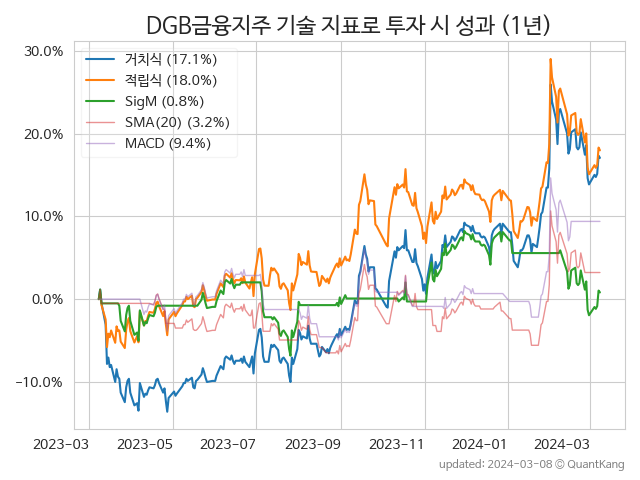 DGB금융지주 기술 지표로 투자 시 성과 (1년)
30.0%
20.0%
10.0%
0.0%
−10.0%
거치식 (17.1%)
적립식 (18.0%)
SigM (0.8%)
SMA(20) (3.2%)
MACD (9.4%)
2023-03
2023-05
2023-07
2023-09
2023-11
2024-01
2024-03
updated: 2024-03-08 © QuantKang